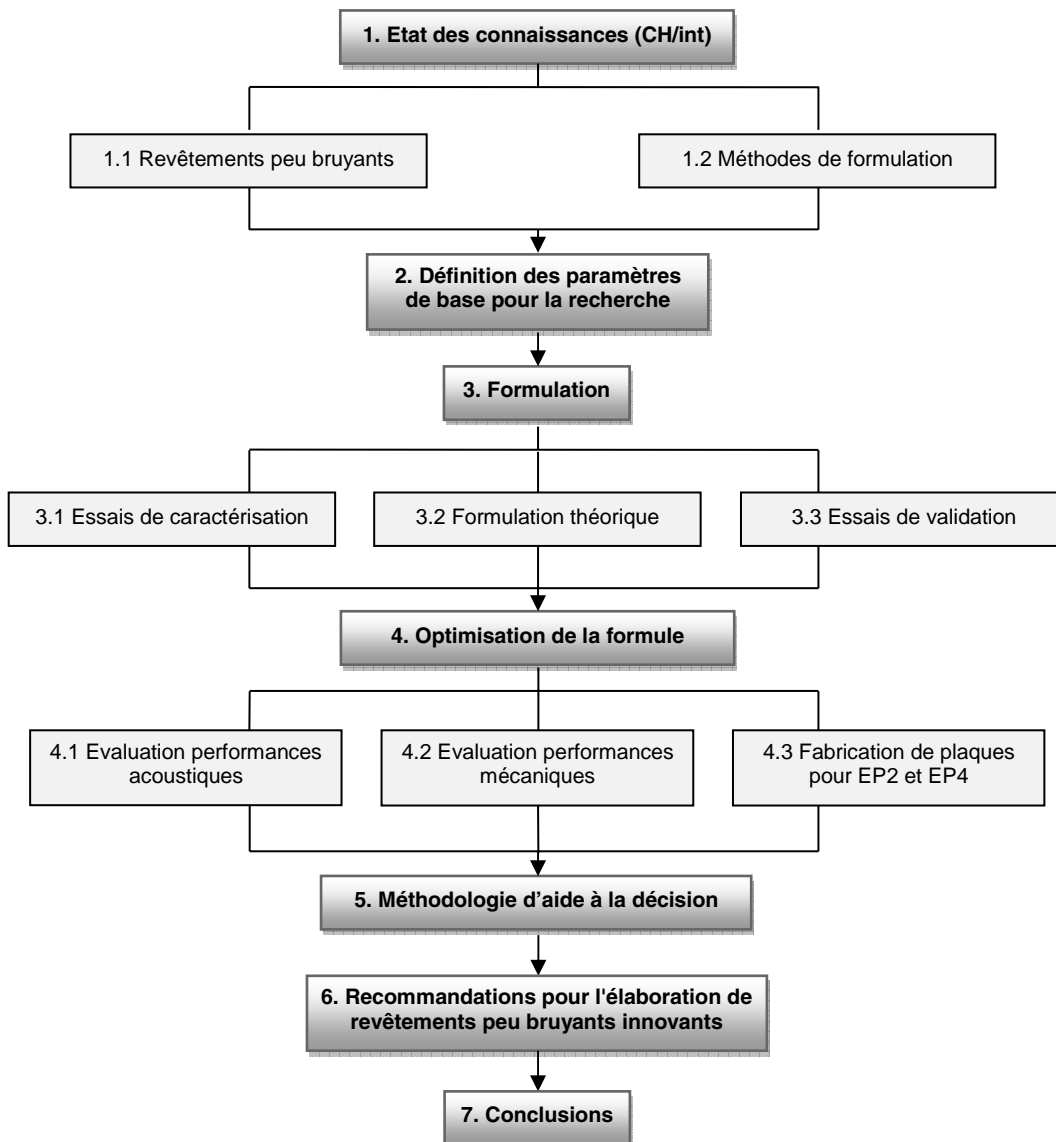 1. Etat des connaissances (CH/int)
1.1 Revêtements peu bruyants
1.2 Méthodes de formulation
2. Définition des paramètres
de base pour la recherche
3. Formulation
3.1 Essais de caractérisation
3.2 Formulation théorique
3.3 Essais de validation
4. Optimisation de la formule
4.1 Evaluation performances
acoustiques
4.2 Evaluation performances
mécaniques
4.3 Fabrication de plaques
pour EP2 et EP4
5. Méthodologie d’aide à la décision
6. Recommandations pour l'élaboration de
revêtements peu bruyants innovants
7. Conclusions